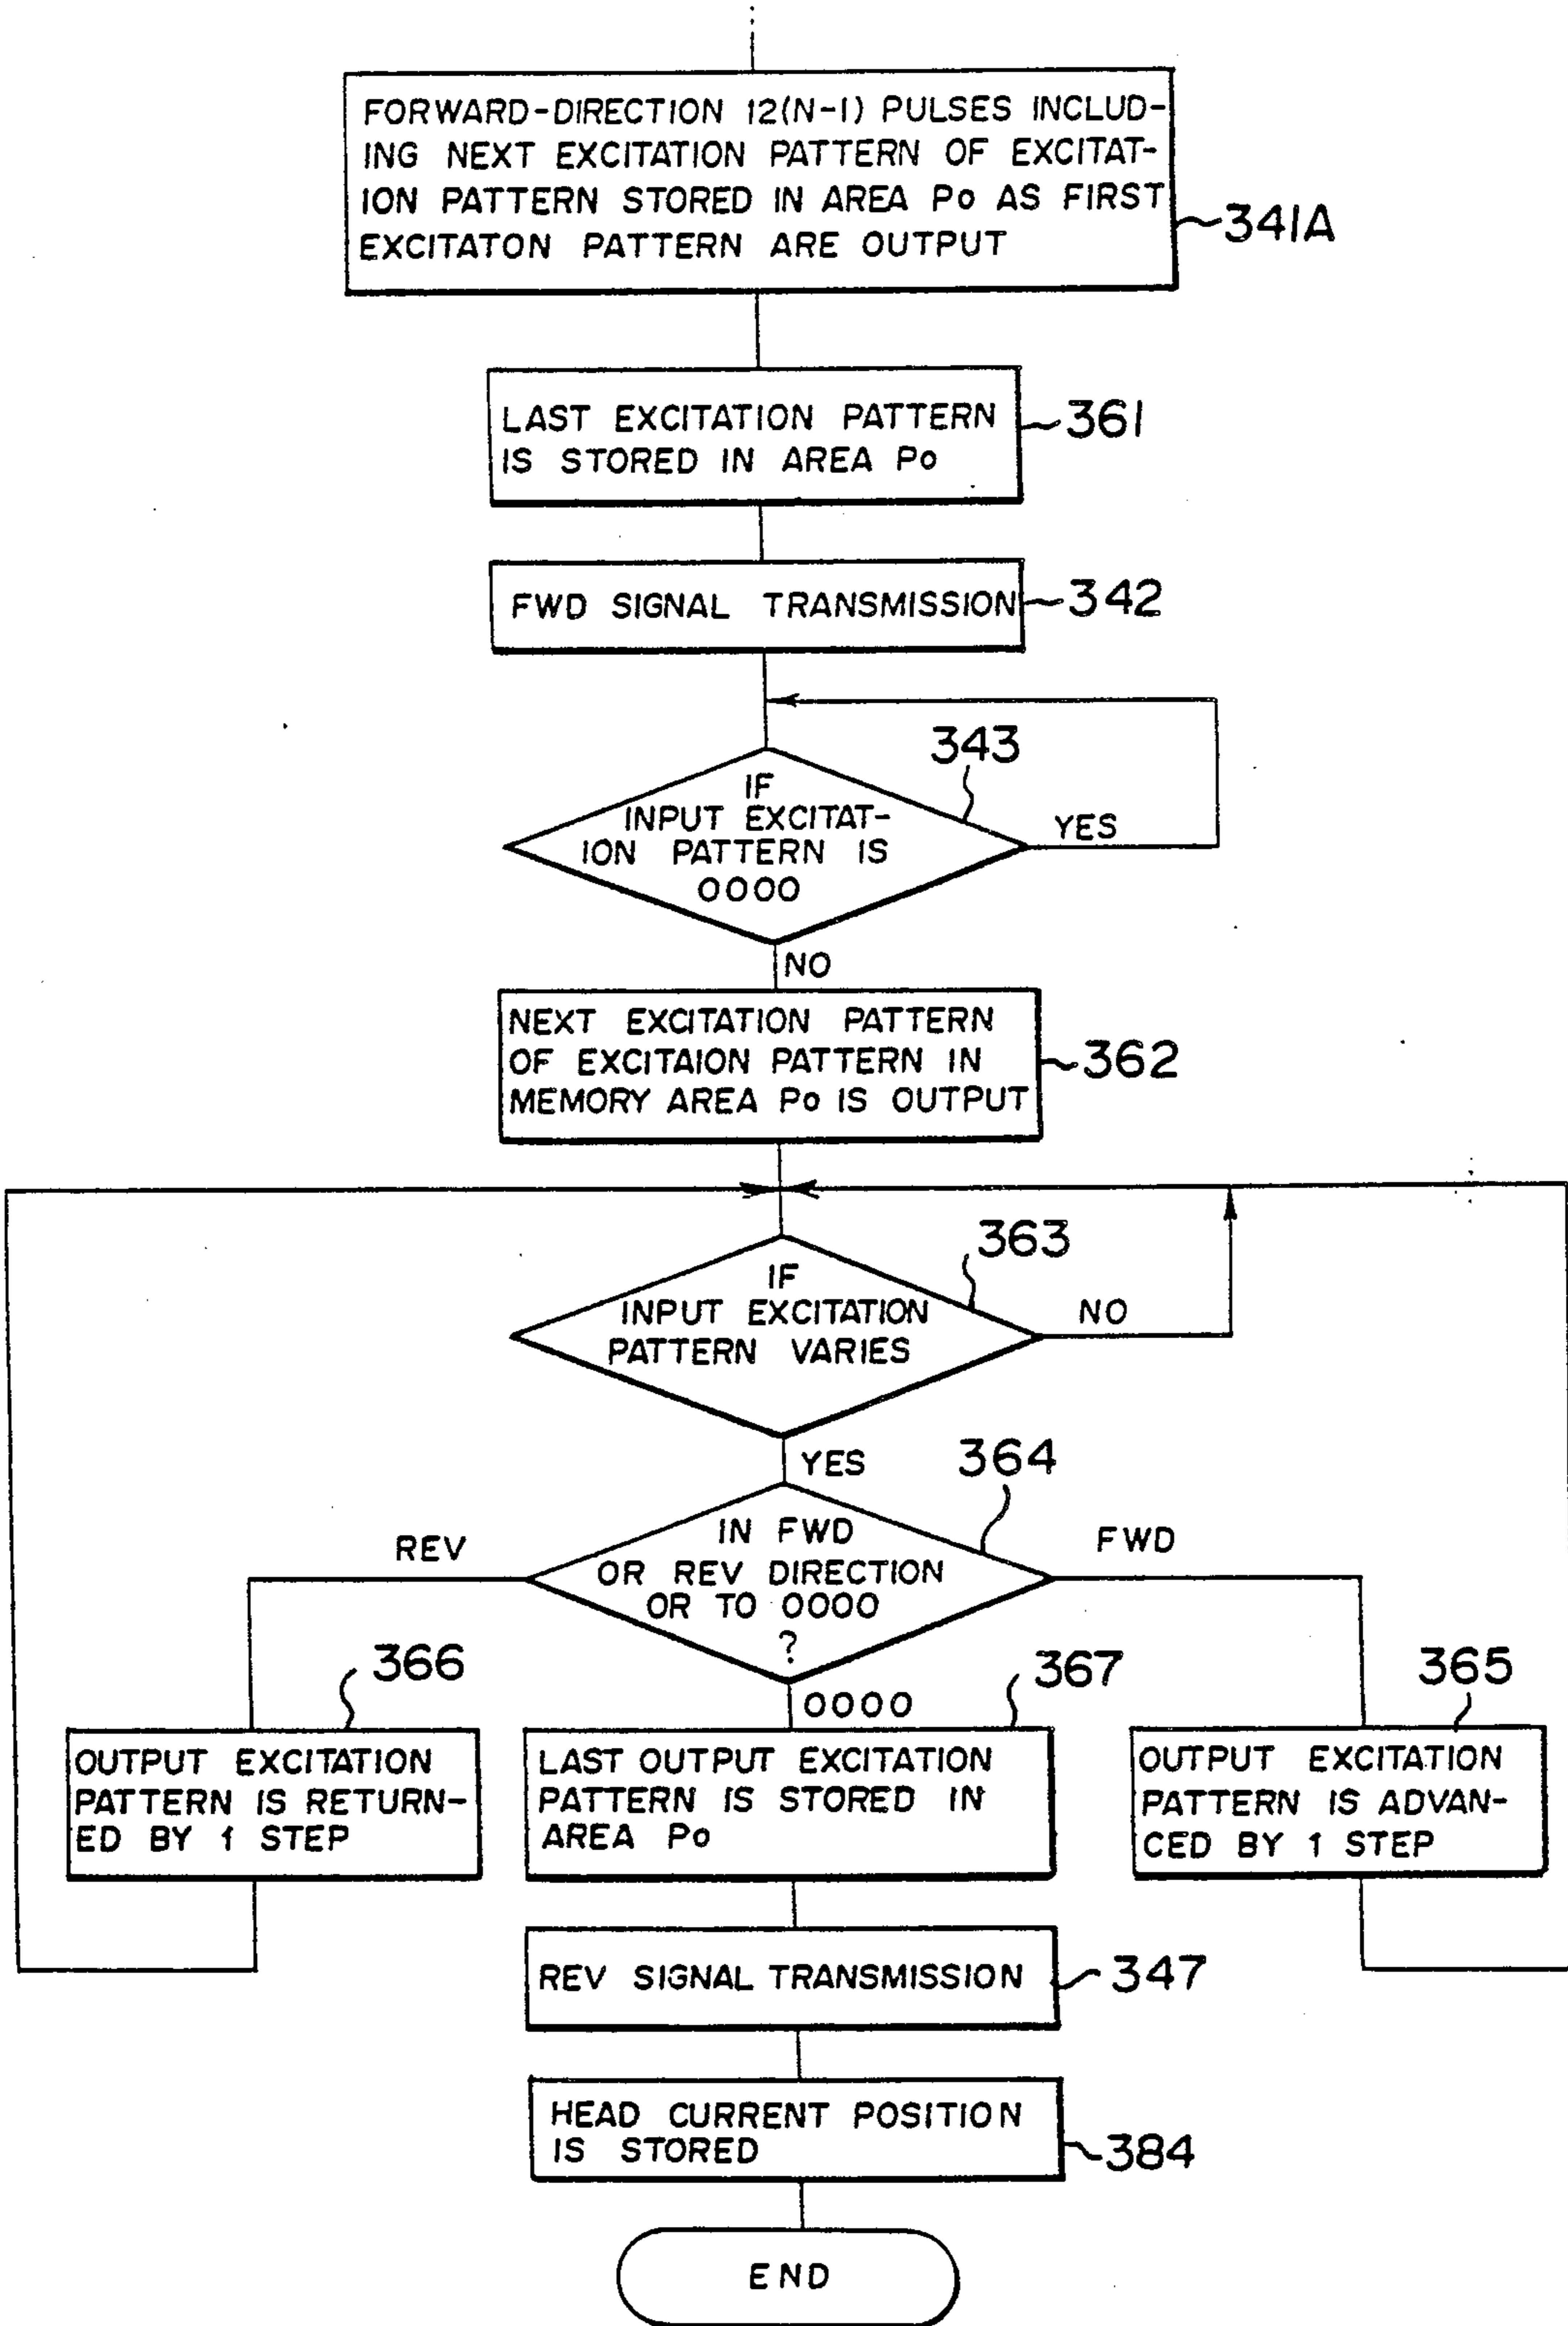 FORWARD-DIRECTION 12(N-1) PULSES INCLUD-
ING NEXT EXCITATION PATTERN OF EXCITAT-
ION PATTERN STORED IN AREA Po AS FIRST
EXCITATON PATTERN ARE OUTPUT
341A
LAST EXCITATION PATTERN
IS STORED IN AREA Po
361
FWD SIGNAL TRANSMISSION
342
343
IF
INPUT EXCITAT-
ION PATTERN IS
0000
YES
NO
NEXT EXCITATION PATTERN
OF EXCITAION PATTERN IN
MEMORY AREA Po IS OUTPUT
362
363
IF
INPUT EXCITATION
PATTERN VARIES
NO
YES
364
IN FWD
OR REV DIRECTION
OR TO 0000
?
REV
FWD
0000
366
OUTPUT EXCITATION
PATTERN IS RETURN-
ED BY 1 STEP
367
LAST OUTPUT EXCITATION
PATTERN IS STORED IN
AREA Po
365
OUTPUT EXCITATION
PATTERN IS ADVAN-
CED BY 1 STEP
REV SIGNAL TRANSMISSION
347
HEAD CURRENT POSITION
IS STORED
384
END